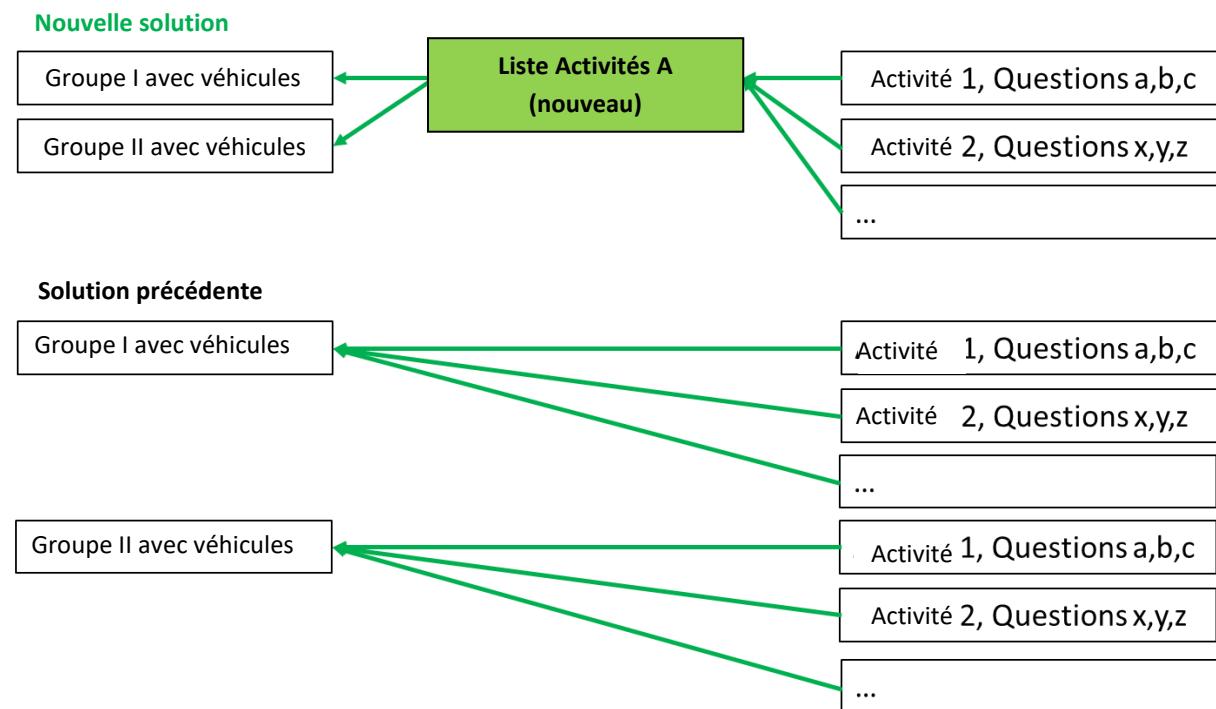 Nouvelle solution
Groupe I avec véhicules
Liste Activités A
(nouveau)
Activité 1, Questions a,b,c
Groupe II avec véhicules
Activité 2, Questions x,y,z
...
Solution précédente
Groupe I avec véhicules
Activité 1, Questions a,b,c
Activité 2, Questions x,y,z
...
Groupe II avec véhicules
Activité 1, Questions a,b,c
Activité 2, Questions x,y,z
...